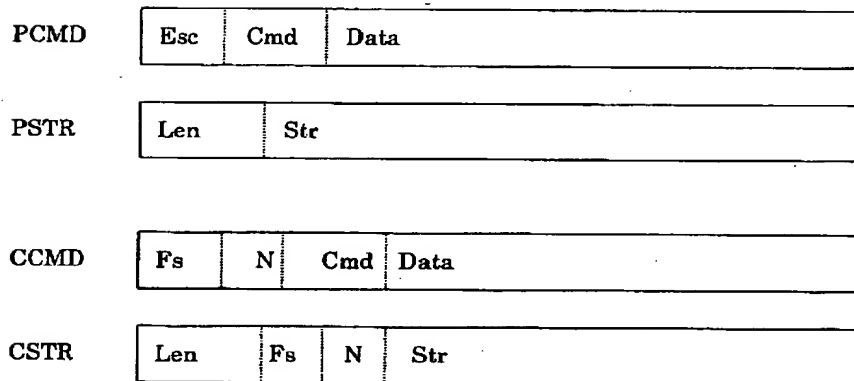 PCMD Esc Cmd Data
PSTR Len Str
CCMD Fs N Cmd Data
CSTR Len Fs N Str